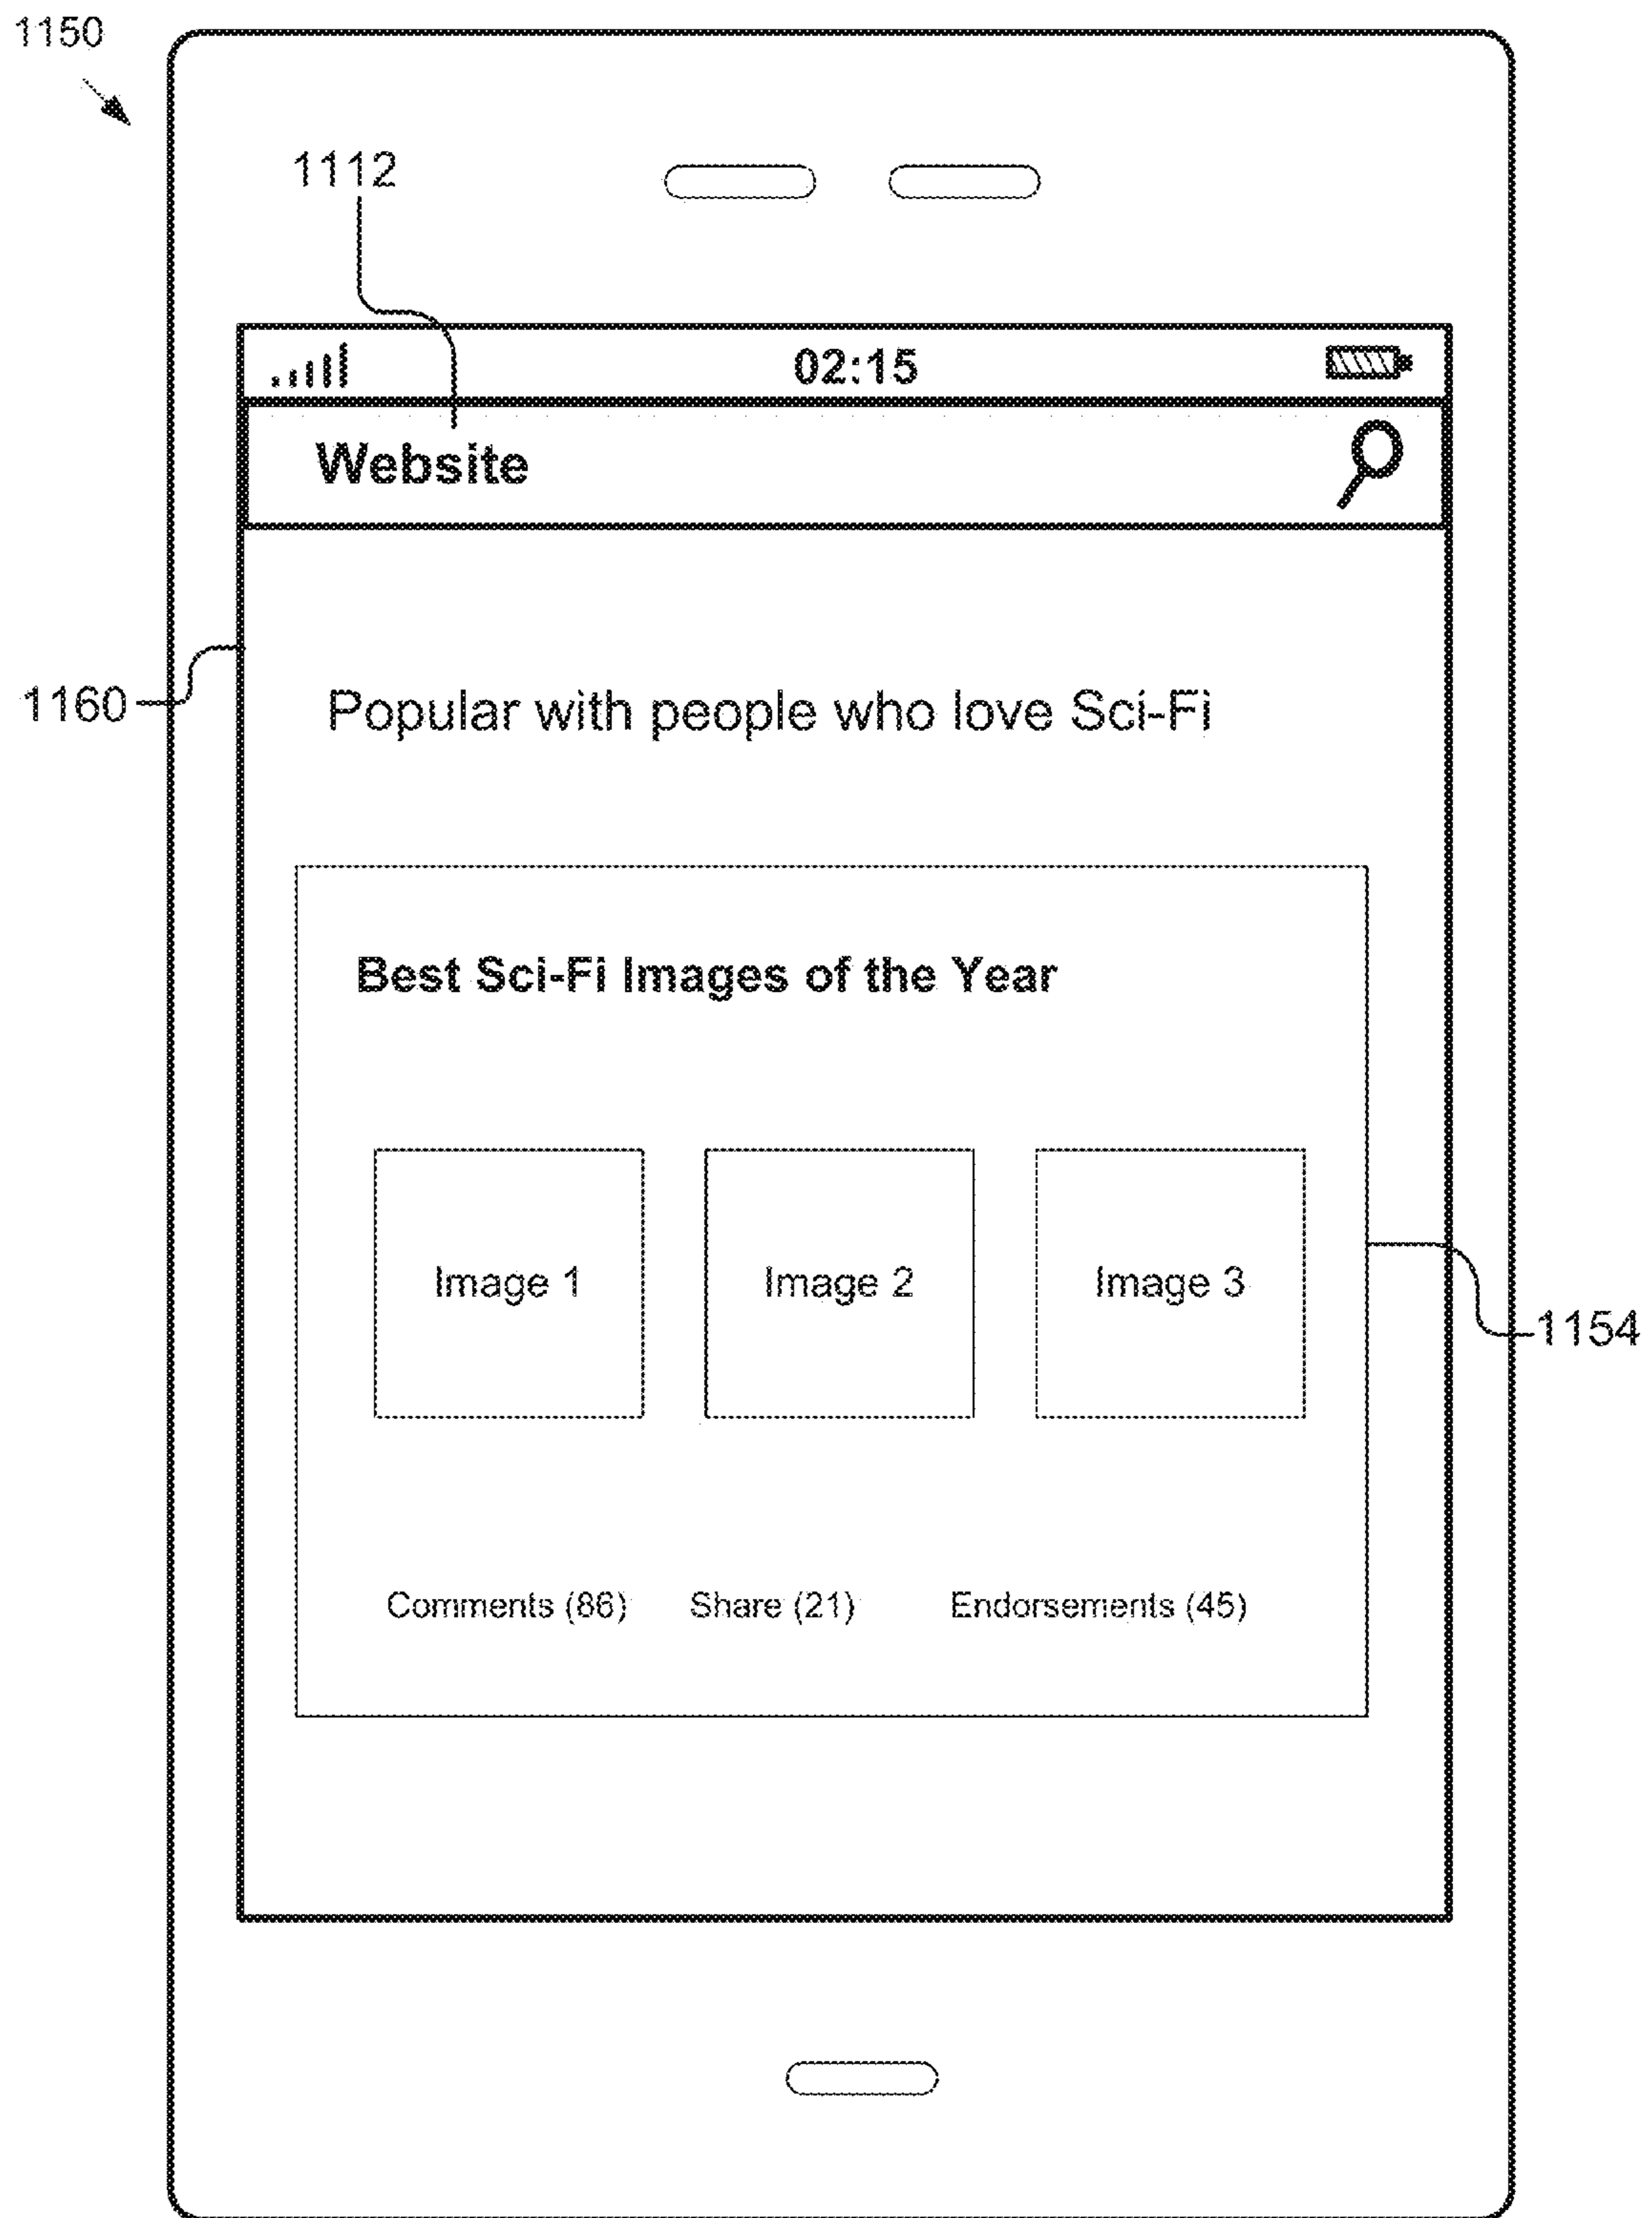 1150
1112
02:15
Website
1160
Popular with people who love Sci-Fi
Best Sci-Fi Images of the Year
Image 1 Image 2 Image 3
1154
Comments (86) Share (21) Endorsements (45)